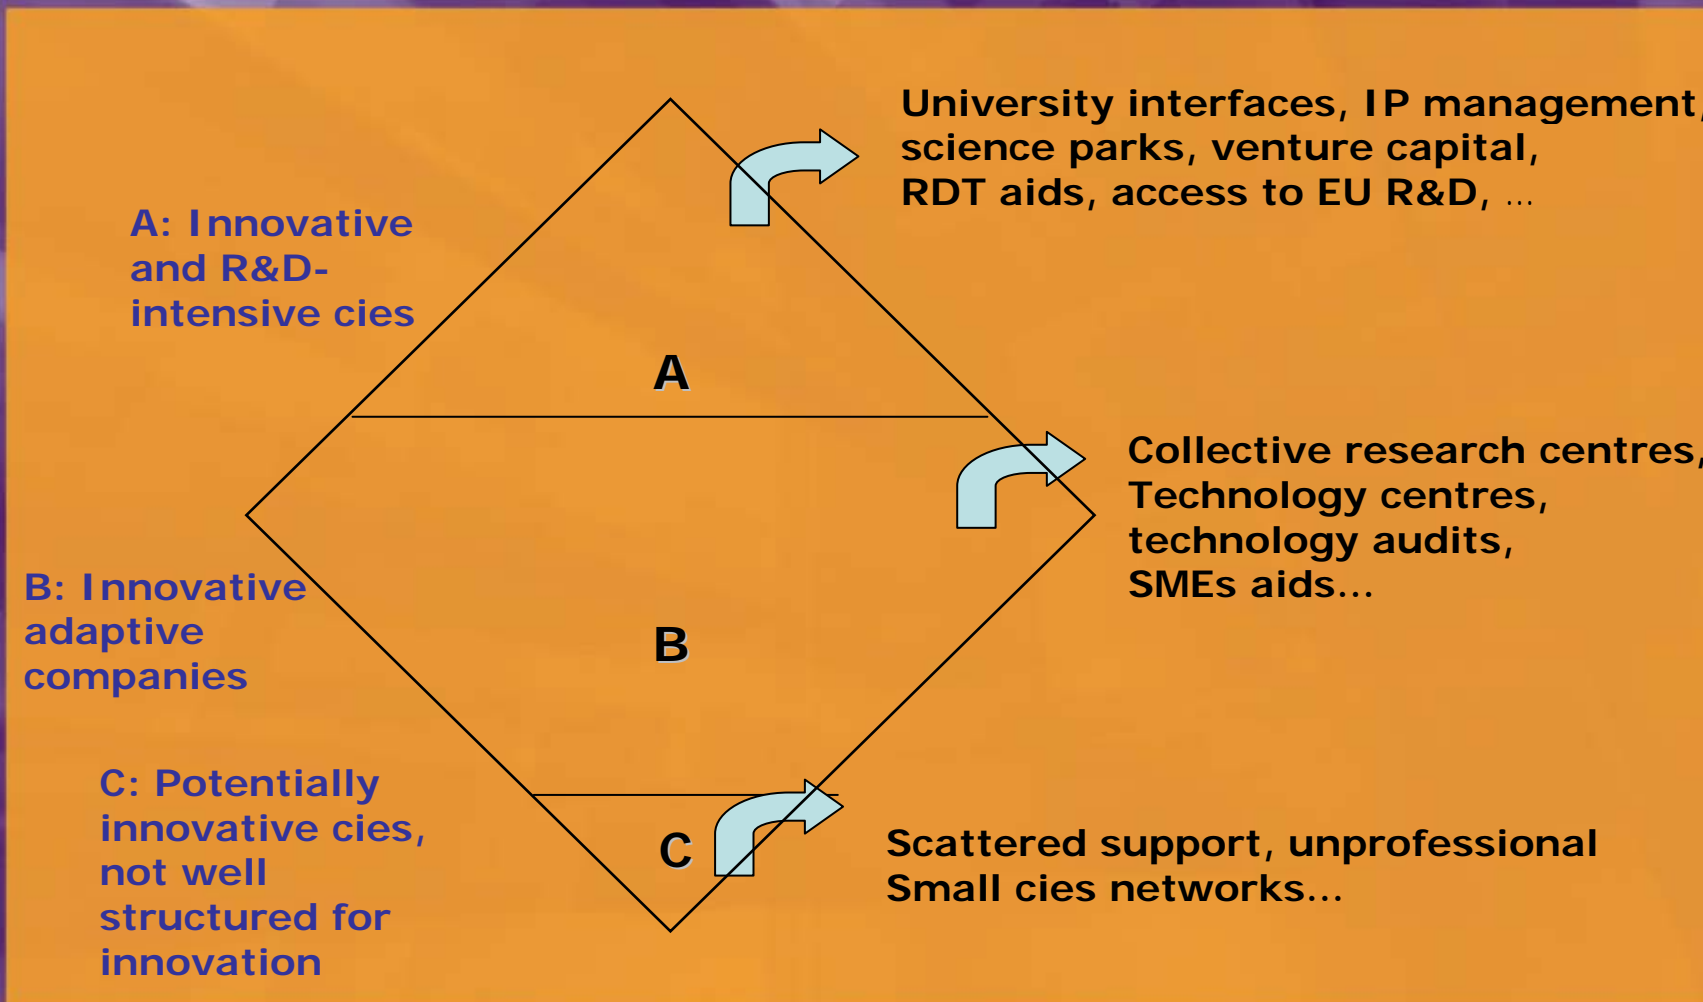 University interfaces, IP management,
science parks, venture capital,
RDT aids, access to EU R&D, ...
A: Innovative
and R&D-
intensive cies
A
Collective research centres,
Technology centres,
technology audits,
SMEs aids...
B: Innovative
adaptive
companies
B
C: Potentially
innovative cies,
not well
structured for
innovation
C
Scattered support, unprofessional
Small cies networks...